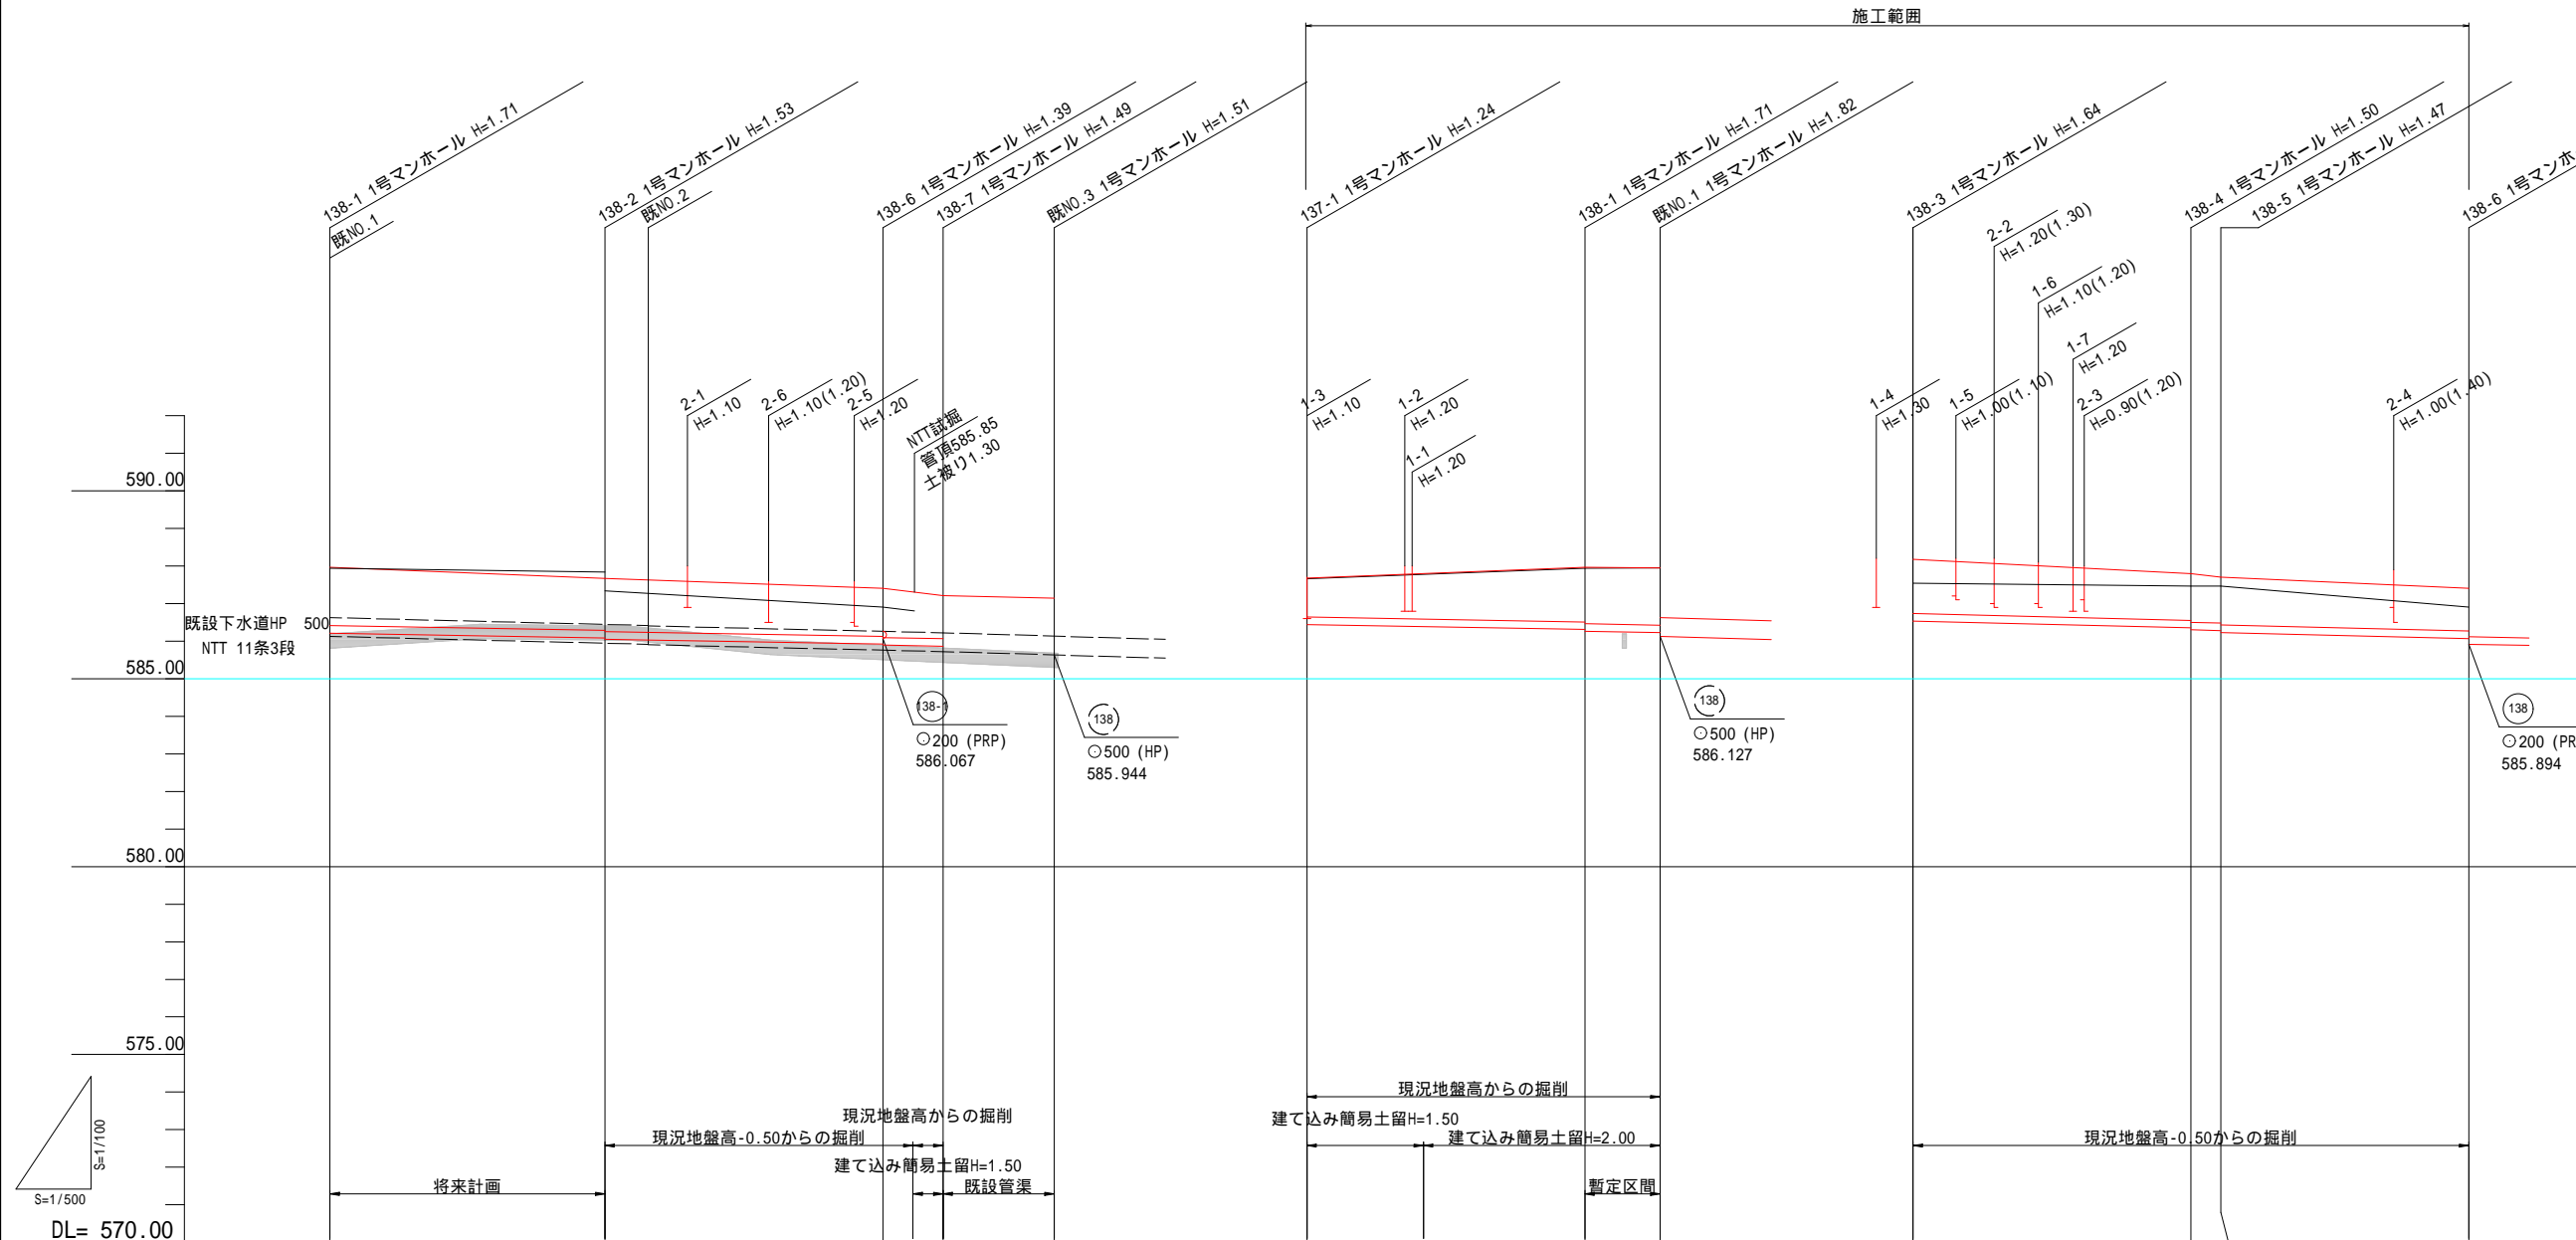 施工範囲
138-1 1号マンホール H=1.71
既NO.1
138-2 1号マンホール H=1.53
既NO.2
138-6 1号マンホール H=1.39
138-7 1号マンホール H=1.49
既NO.3 1号マンホール H=1.51
137-1 1号マンホール H=1.24
138-1 1号マンホール H=1.71
既NO.1 1号マンホール H=1.82
138-3 1号マンホール H=1.64
138-4 1号マンホール H=1.50
138-5 1号マンホール H=1.47
138-6 1号マンホ
2-1
H=1.10
2-6
H=1.10(1.20)
2-5
H=1.20
NTT試掘
管頂585.85
土被り1.30
1-3
H=1.10
1-2
H=1.20
1-1
H=1.20
1-4
H=1.30
1-5
H=1.00(1.10)
2-2
H=1.20(1.30)
1-6
H=1.10(1.20)
1-7
H=1.20
2-3
H=0.90(1.20)
2-4
H=1.00(1.40)
590.00
既設下水道HP 500
NTT 11条3段
585.00
138-1
○200 (PRP)
586.067
138
○500 (HP)
585.944
138
○500 (HP)
586.127
138
○200 (PR
585.894
580.00
575.00
現況地盤高からの掘削
現況地盤高-0.50からの掘削
建て込み簡易土留H=1.50
将来計画
既設管渠
現況地盤高からの掘削
建て込み簡易土留H=1.50
建て込み簡易土留H=2.00
暫定区間
現況地盤高-0.50からの掘削
S=1/100
S=1/500
DL= 570.00